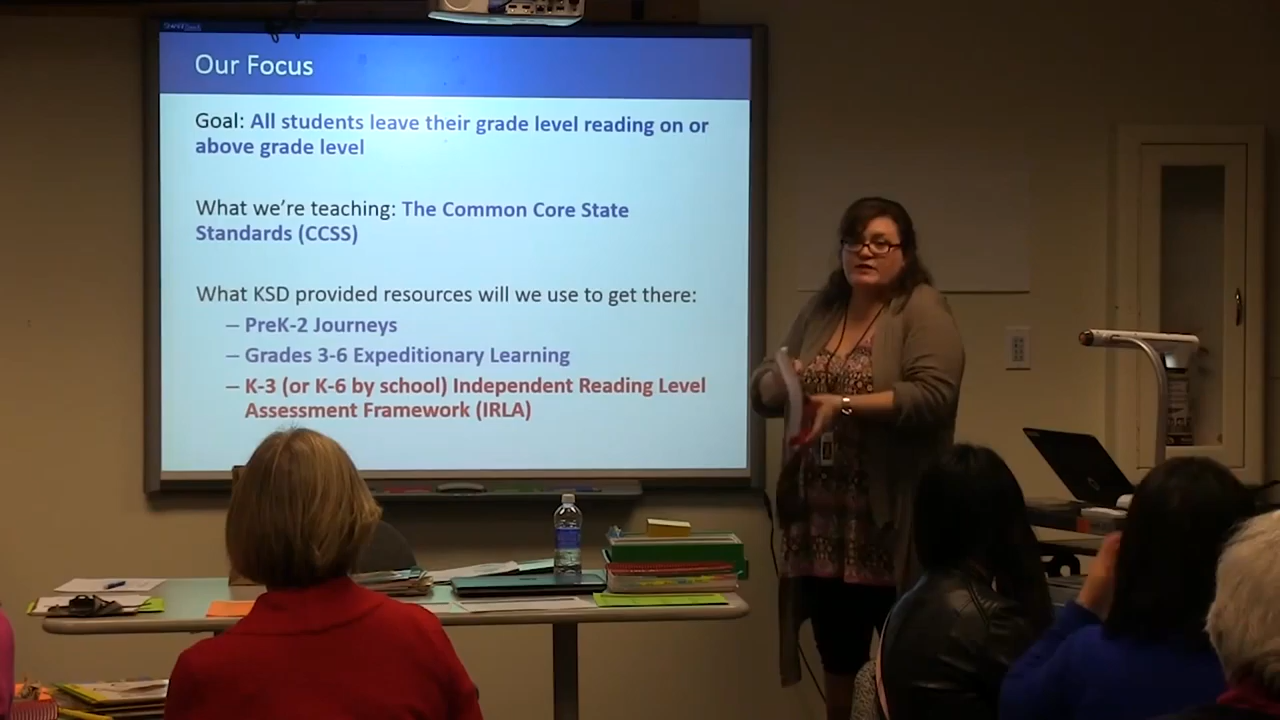 Our Focus
Goal: All students leave their grade level reading on or
above grade level
What we're teaching: The Common Core State
Standards (CCSS)
What KSD provided resources will we use to get there:
– PreK-2 Journeys
– Grades 3-6 Expeditionary Learning
– K-3 (or K-6 by school) Independent Reading Level
Assessment Framework (IRLA)